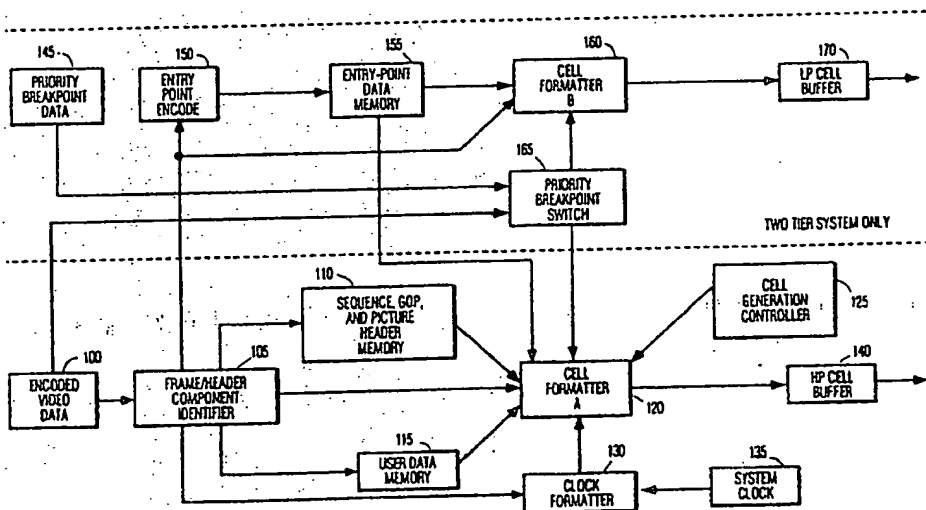 145
PRIORITY
BREAKPOINT
DATA
150
ENTRY
POINT
ENCODE
155
ENTRY-POINT
DATA
MEMORY
160
CELL
FORMATTER
B
170
LP CELL
BUFFER
165
PRIORITY
BREAKPOINT
SWITCH
TWO TIER SYSTEM ONLY
110
SEQUENCE, GOP,
AND PICTURE
HEADER
MEMORY
CELL
GENERATION
CONTROLLER
125
100
ENCODED
VIDEO
DATA
105
FRAME/HEADER
COMPONENT
IDENTIFIER
CELL
FORMATTER
A
120
140
HP CELL
BUFFER
115
USER DATA
MEMORY
130
CLOCK
FORMATTER
135
SYSTEM
CLOCK